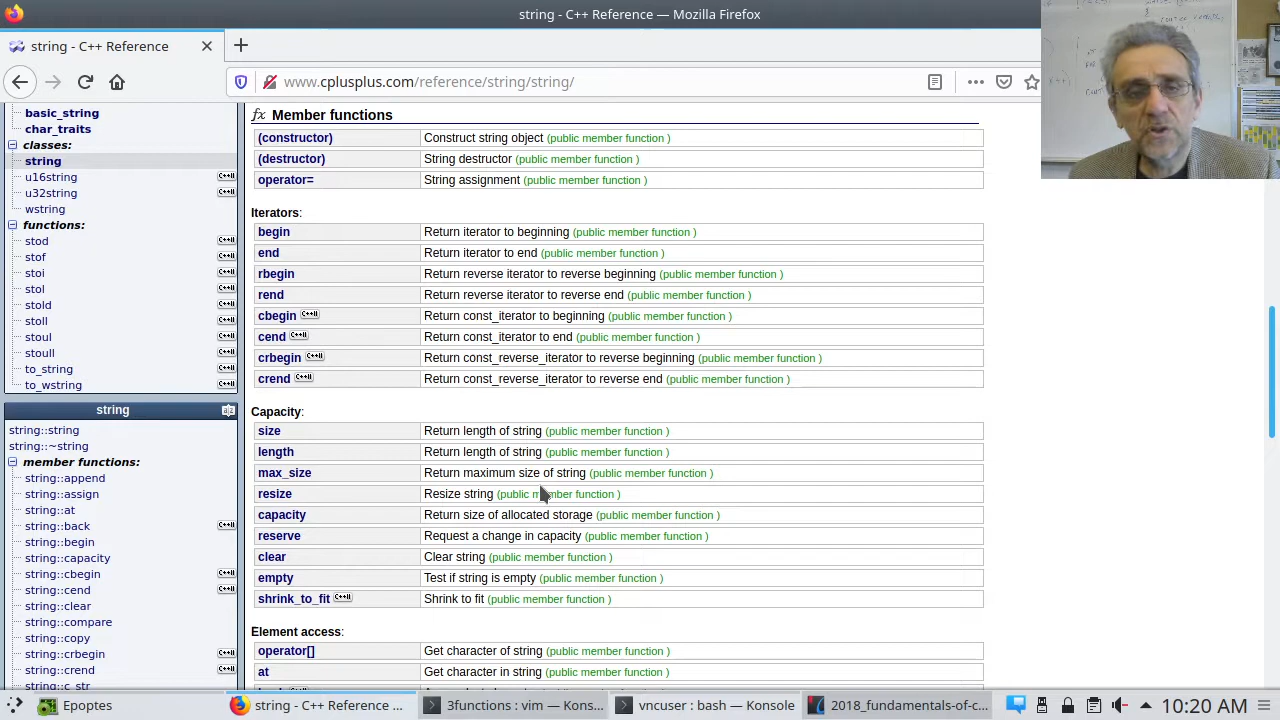 string - C++ Reference — Mozilla Firefox
string - C++ Reference
www.cplusplus.com/reference/string/string/
basic_string
char_traits
classes:
string
u16string
u32string
wstring
functions:
stod
stof
stoi
stol
stold
stoll
stoul
stoull
to_string
to_wstring
string
string::string
string::~string
member functions:
string::append
string::assign
string::at
string::back
string::begin
string::capacity
string::cbegin
string::cend
string::clear
string::compare
string::copy
string::crbegin
string::crend
string::c_str
fx Member functions
(constructor) Construct string object (public member function )
(destructor) String destructor (public member function )
operator= String assignment (public member function )
Iterators:
begin Return iterator to beginning (public member function )
end Return iterator to end (public member function )
rbegin Return reverse iterator to reverse beginning (public member function )
rend Return reverse iterator to reverse end (public member function )
cbegin Return const_iterator to beginning (public member function )
cend Return const_iterator to end (public member function )
crbegin Return const_reverse_iterator to reverse beginning (public member function )
crend Return const_reverse_iterator to reverse end (public member function )
Capacity:
size Return length of string (public member function )
length Return length of string (public member function )
max_size Return maximum size of string (public member function )
resize Resize string (public member function )
capacity Return size of allocated storage (public member function )
reserve Request a change in capacity (public member function )
clear Clear string (public member function )
empty Test if string is empty (public member function )
shrink_to_fit Shrink to fit (public member function )
Element access:
operator[] Get character of string (public member function )
at Get character in string (public member function )
Epoptes
string - C++ Reference ...
3functions : vim — Kons...
vncuser : bash — Konsole
2018_fundamentals-of-c...
10:20 AM